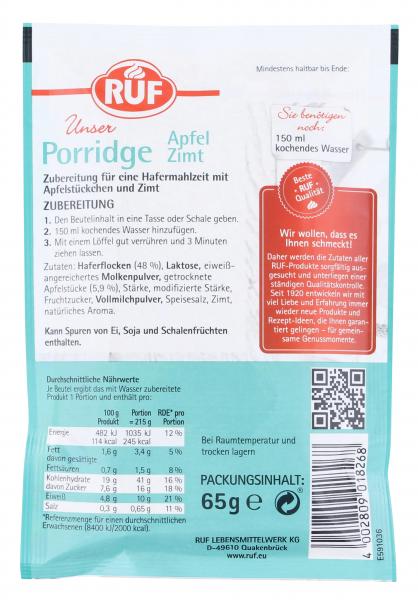 RUF
Mindestens haltbar bis Ende:
Unser
Porridge Apfel Zimt
Zubereitung für eine Hafermahlzeit mit
Apfelstückchen und Zimt
ZUBEREITUNG
1. Den Beutelinhalt in eine Tasse oder Schale geben.
2. 150 ml kochendes Wasser hinzufügen.
3. Mit einem Löffel gut verrühren und 3 Minuten
ziehen lassen.
Zutaten: Haferflocken (48 %), Laktose, eiweiß-
angereichertes Molkenpulver, getrocknete
Apfelstücke (5,9 %), Stärke, modifizierte Stärke,
Fruchtzucker, Vollmilchpulver, Speisesalz, Zimt,
natürliches Aroma.
Kann Spuren von Ei, Soja und Schalenfrüchten
enthalten.
Sie benötigen
noch:
150 ml
kochendes Wasser
Beste
RUF
Qualität
Wir wollen, dass es
Ihnen schmeckt!
Daher werden die Zutaten aller
RUF-Produkte sorgfältig aus-
gesucht und unterliegen einer
ständigen Qualitätskontrolle.
Seit 1920 entwickeln wir mit
viel Liebe und Erfahrung immer
wieder neue Produkte und
Rezept-Ideen, die Ihnen garan-
tiert gelingen – für gemein-
same Genussmomente.
Durchschnittliche Nährwerte
Je Beutel ergibt das mit Wasser zubereitete
Produkt 1 Portion und enthält pro:
100 g Produkt Portion = 215 g RDE* pro Portion
Energie 482 kJ 1035 kJ 12 %
114 kcal 245 kcal
Fett 1,6 g 3,4 g 5 %
davon gesättigte
Fettsäuren 0,7 g 1,5 g 8 %
Kohlenhydrate 19 g 41 g 16 %
davon Zucker 7,6 g 16 g 18 %
Eiweiß 4,8 g 10 g 21 %
Salz 0,3 g 0,65 g 11 %
*Referenzmenge für einen durchschnittlichen
Erwachsenen (8400 kJ/2000 kcal).
Bei Raumtemperatur und
trocken lagern
PACKUNGSINHALT:
65g e
RUF LEBENSMITTELWERK KG
D-49610 Quakenbrück
www.ruf.eu
4 002809 018268
E591036